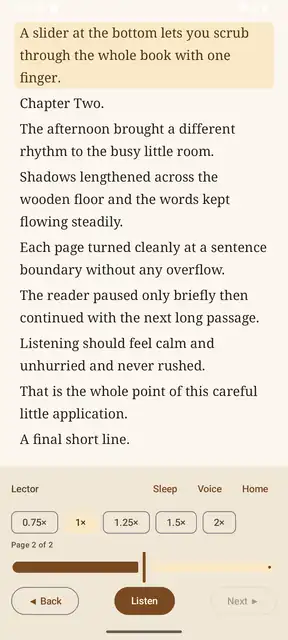 A slider at the bottom lets you scrub
through the whole book with one
finger.
Chapter Two.
The afternoon brought a different
rhythm to the busy little room.
Shadows lengthened across the
wooden floor and the words kept
flowing steadily.
Each page turned cleanly at a sentence
boundary without any overflow.
The reader paused only briefly then
continued with the next long passage.
Listening should feel calm and
unhurried and never rushed.
That is the whole point of this careful
little application.
A final short line.
Lector Sleep Voice Home
0.75× 1× 1.25× 1.5× 2×
Page 2 of 2
◄ Back Listen Next ►